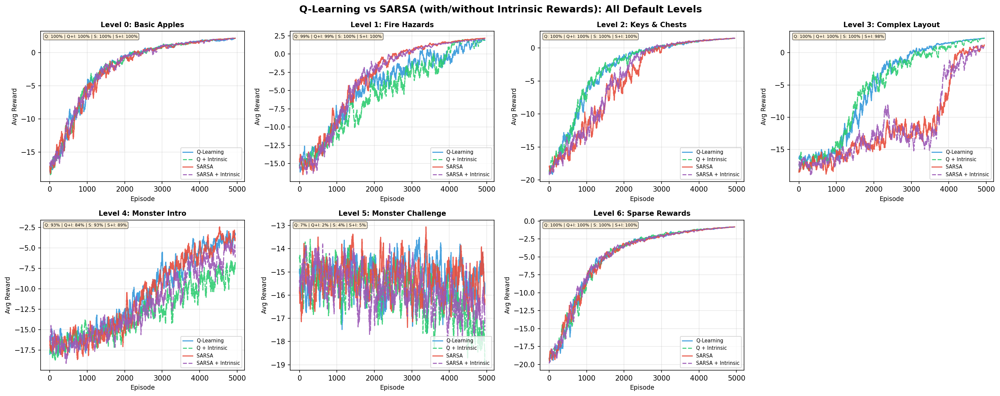 Q-Learning vs SARSA (with/without Intrinsic Rewards): All Default Levels
Level 0: Basic Apples
Q: 100% | Q+I: 100% | S: 100% | S+I: 100%
Avg Reward
0
−5
−10
−15
Q-Learning
Q + Intrinsic
SARSA
SARSA + Intrinsic
0 1000 2000 3000 4000 5000
Episode
Level 1: Fire Hazards
Q: 99% | Q+I: 99% | S: 100% | S+I: 100%
Avg Reward
2.5
0.0
−2.5
−5.0
−7.5
−10.0
−12.5
−15.0
Q-Learning
Q + Intrinsic
SARSA
SARSA + Intrinsic
0 1000 2000 3000 4000 5000
Episode
Level 2: Keys & Chests
Q: 100% | Q+I: 100% | S: 100% | S+I: 100%
Avg Reward
0
−5
−10
−15
−20
Q-Learning
Q + Intrinsic
SARSA
SARSA + Intrinsic
0 1000 2000 3000 4000 5000
Episode
Level 3: Complex Layout
Q: 100% | Q+I: 100% | S: 100% | S+I: 98%
Avg Reward
0
−5
−10
−15
Q-Learning
Q + Intrinsic
SARSA
SARSA + Intrinsic
0 1000 2000 3000 4000 5000
Episode
Level 4: Monster Intro
Q: 93% | Q+I: 84% | S: 93% | S+I: 89%
Avg Reward
−2.5
−5.0
−7.5
−10.0
−12.5
−15.0
−17.5
Q-Learning
Q + Intrinsic
SARSA
SARSA + Intrinsic
0 1000 2000 3000 4000 5000
Episode
Level 5: Monster Challenge
Q: 7% | Q+I: 2% | S: 4% | S+I: 5%
Avg Reward
−13
−14
−15
−16
−17
−18
−19
Q-Learning
Q + Intrinsic
SARSA
SARSA + Intrinsic
0 1000 2000 3000 4000 5000
Episode
Level 6: Sparse Rewards
Q: 100% | Q+I: 100% | S: 100% | S+I: 100%
Avg Reward
0.0
−2.5
−5.0
−7.5
−10.0
−12.5
−15.0
−17.5
−20.0
Q-Learning
Q + Intrinsic
SARSA
SARSA + Intrinsic
0 1000 2000 3000 4000 5000
Episode